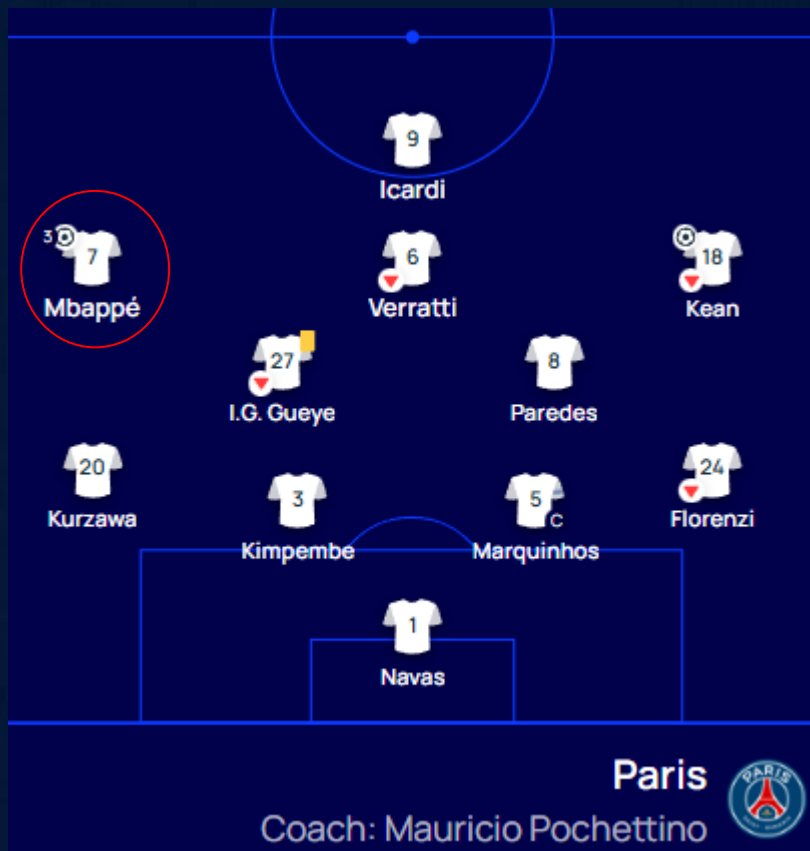 9
Icardi
3
7
Mbappé
6
Verratti
18
Kean
27
I.G. Gueye
8
Paredes
20
Kurzawa
3
Kimpembe
5
C
Marquinhos
24
Florenzi
1
Navas
Paris
Coach: Mauricio Pochettino
PARIS